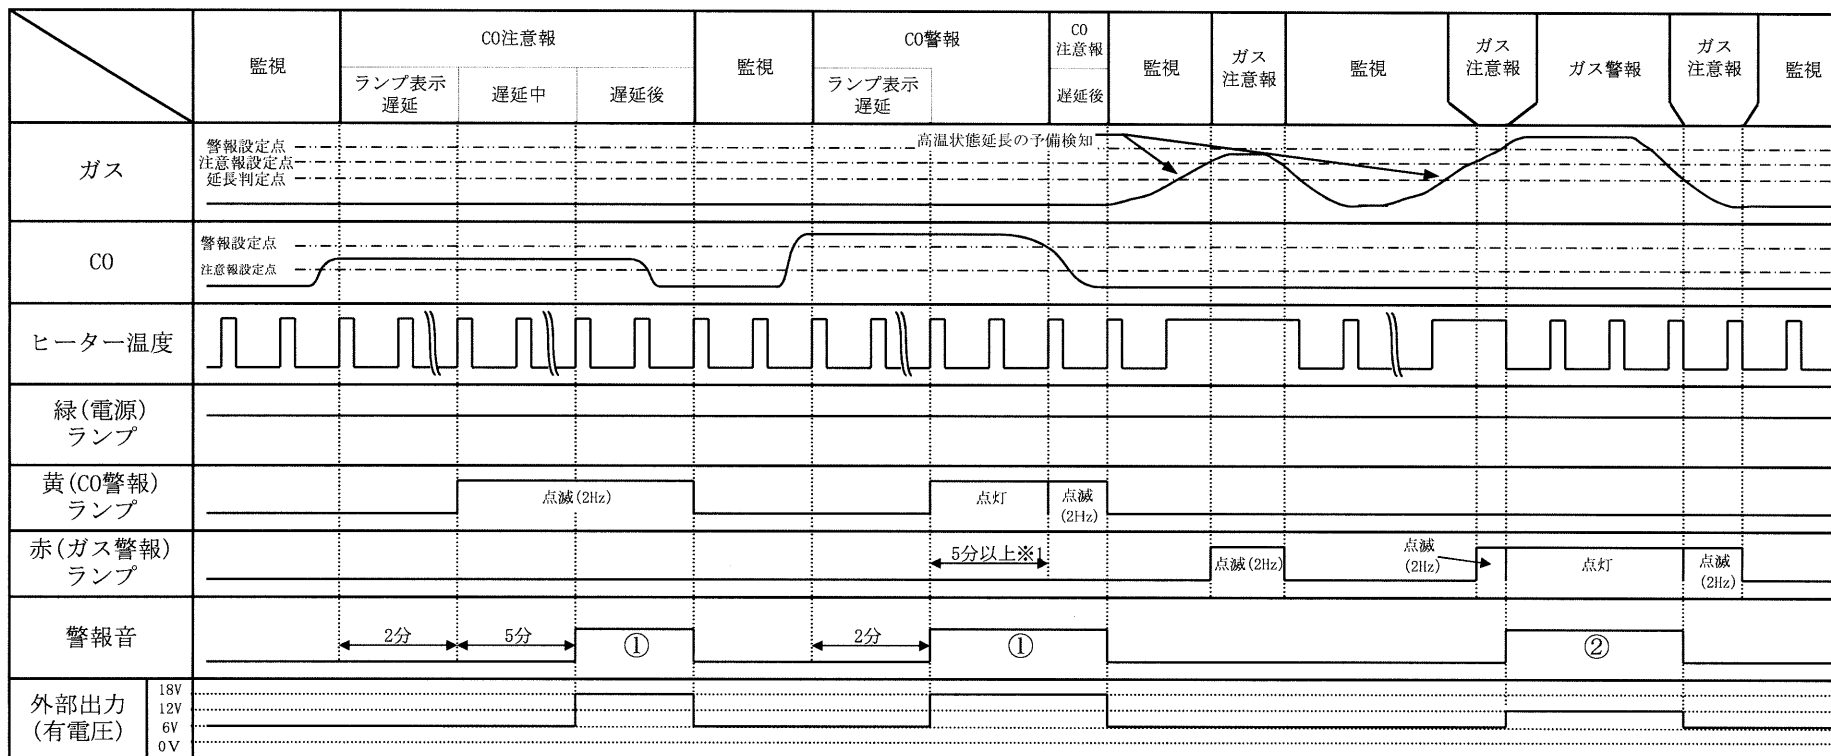 監視
CO注意報
ランプ表示
遅延
遅延中
遅延後
監視
CO警報
ランプ表示
遅延
CO
注意報
遅延後
監視
ガス
注意報
監視
ガス
注意報
ガス警報
ガス
注意報
監視
ガス
警報設定点
注意報設定点
延長判定点
高温状態延長の予備検知
CO
警報設定点
注意報設定点
ヒーター温度
緑(電源)
ランプ
黄(CO警報)
ランプ
点滅(2Hz)
点灯
点滅
(2Hz)
赤(ガス警報)
ランプ
5分以上※1
点滅(2Hz)
点滅
(2Hz)
点灯
点滅
(2Hz)
警報音
2分
5分
①
2分
①
②
外部出力
(有電圧)
18V
12V
6V
0V